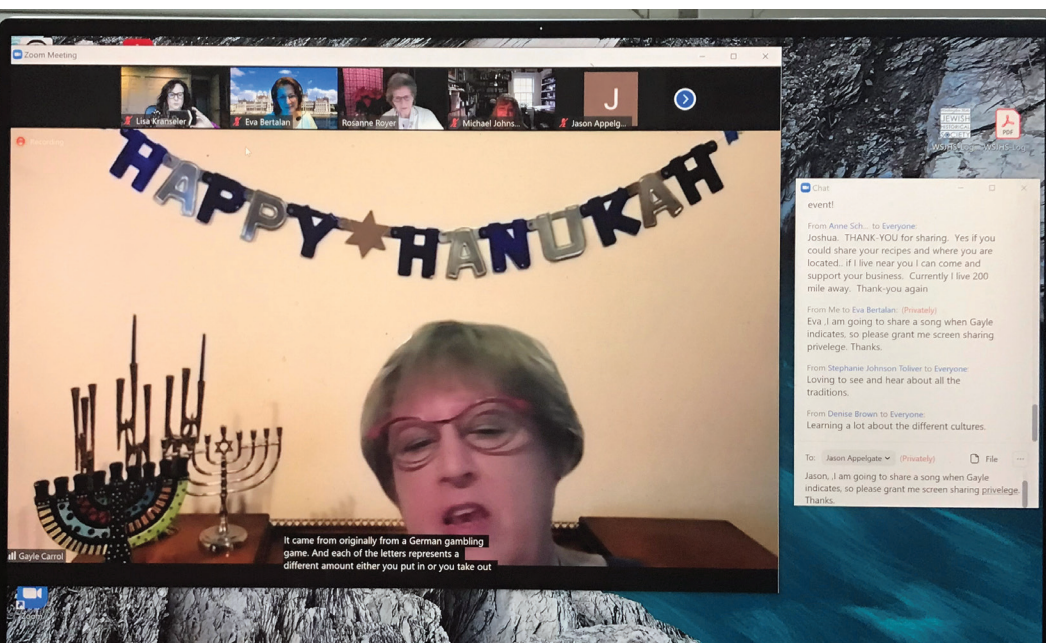 Zoom Meeting
Lisa Kranseler
Eva Bertalan
Rosanne Royer
Michael Johns...
J
Jason Appelg...
Recording
HAPPY HANUKAH
JEWISH
SOCIETY
PDF
WSJHS-Log
WSJHS-Log
Chat
event!
From Anne Sch... to Everyone:
Joshua. THANK-YOU for sharing. Yes if you
could share your recipes and where you are
located.. if I live near you I can come and
support your business. Currently I live 200
mile away. Thank-you again
From Me to Eva Bertalan: (Privately)
Eva ,I am going to share a song when Gayle
indicates, so please grant me screen sharing
privelege. Thanks.
From Stephanie Johnson Toliver to Everyone:
Loving to see and hear about all the
traditions.
From Denise Brown to Everyone:
Learning a lot about the different cultures.
To: Jason Appelgate (Privately) File ...
Jason, ,I am going to share a song when Gayle
indicates, so please grant me screen sharing privelege.
Thanks.
It came from originally from a German gambling
game. And each of the letters represents a
different amount either you put in or you take out
Gayle Carrol
Zoom